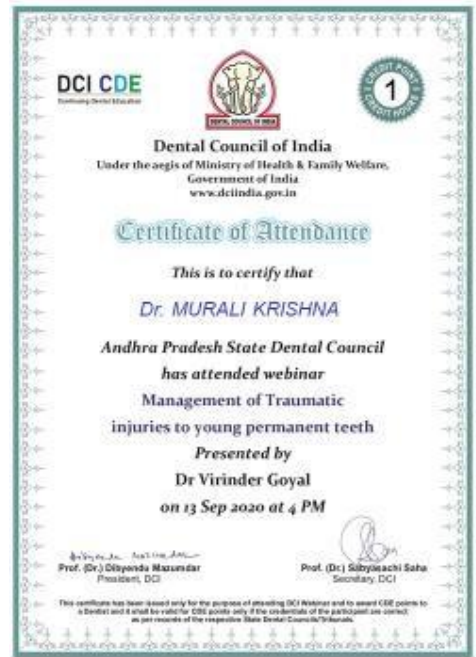 DCI CDE
Continuing Dental Education
CREDIT POINT
1
CREDIT HOURS
DENTAL COUNCIL OF INDIA
Dental Council of India
Under the aegis of Ministry of Health & Family Welfare,
Government of India
www.dciindia.gov.in
Certificate of Attendance
This is to certify that
Dr. MURALI KRISHNA
Andhra Pradesh State Dental Council
has attended webinar
Management of Traumatic
injuries to young permanent teeth
Presented by
Dr Virinder Goyal
on 13 Sep 2020 at 4 PM
Prof. (Dr.) Dibyendu Mazumdar
President, DCI
Prof. (Dr.) Sabyasachi Saha
Secretary, DCI
This certificate has been issued only for the purpose of attending DCI Webinar and to award CDE points to
a Dentist and it shall be valid for CDE points only if the credentials of the participant are correct
as per records of the respective State Dental Councils/Tribunals.